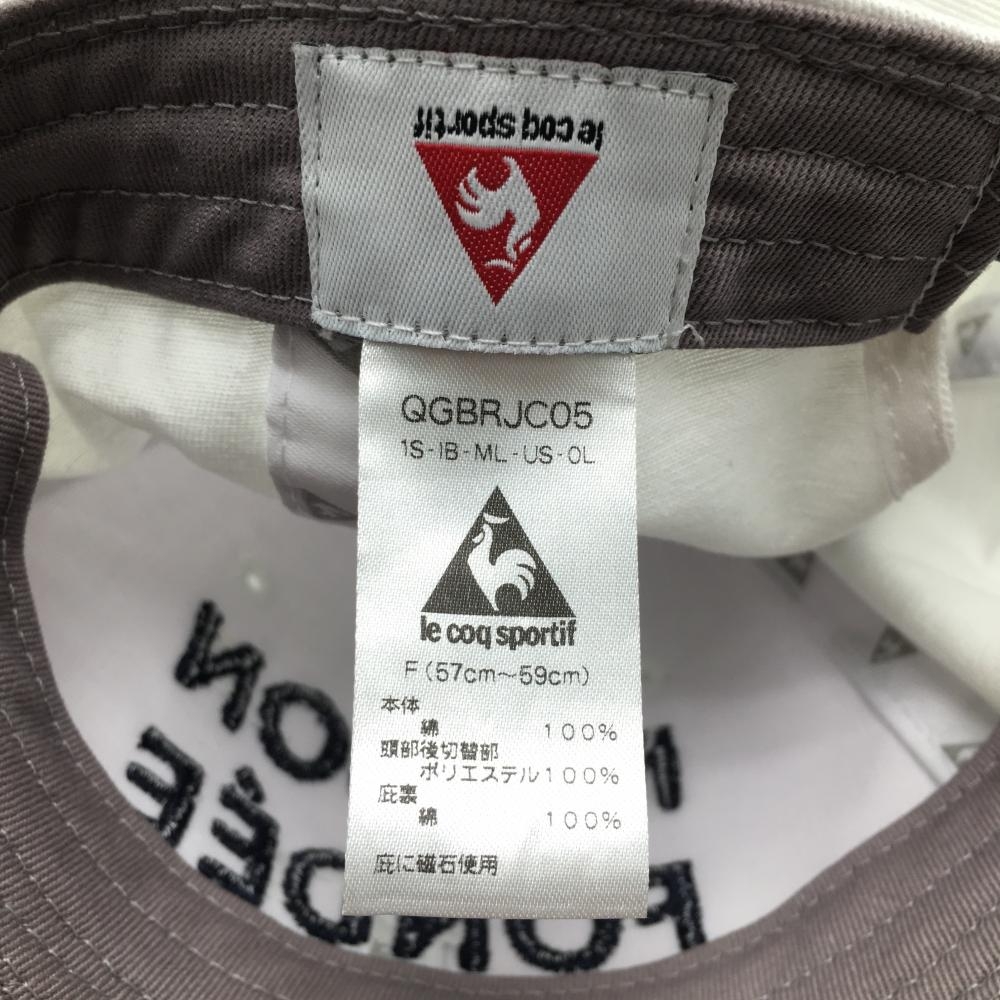 le coq sportif
QGBRJC05
1S-IB-ML-US-0L
le coq sportif
F(57cm～59cm)
本体
綿 100%
頭部後切替部
ポリエステル100%
庇裏
綿 100%
庇に磁石使用
FONDÉE